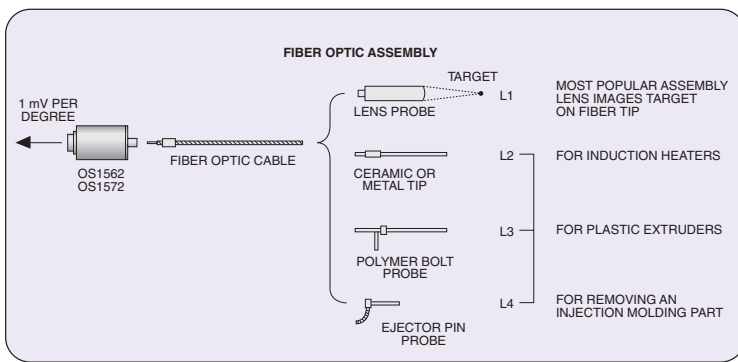 FIBER OPTIC ASSEMBLY
1 mV PER
DEGREE
OS1562
OS1572
FIBER OPTIC CABLE
TARGET
LENS PROBE
L1
MOST POPULAR ASSEMBLY
LENS IMAGES TARGET
ON FIBER TIP
CERAMIC OR
METAL TIP
L2
FOR INDUCTION HEATERS
POLYMER BOLT
PROBE
L3
FOR PLASTIC EXTRUDERS
EJECTOR PIN
PROBE
L4
FOR REMOVING AN
INJECTION MOLDING PART